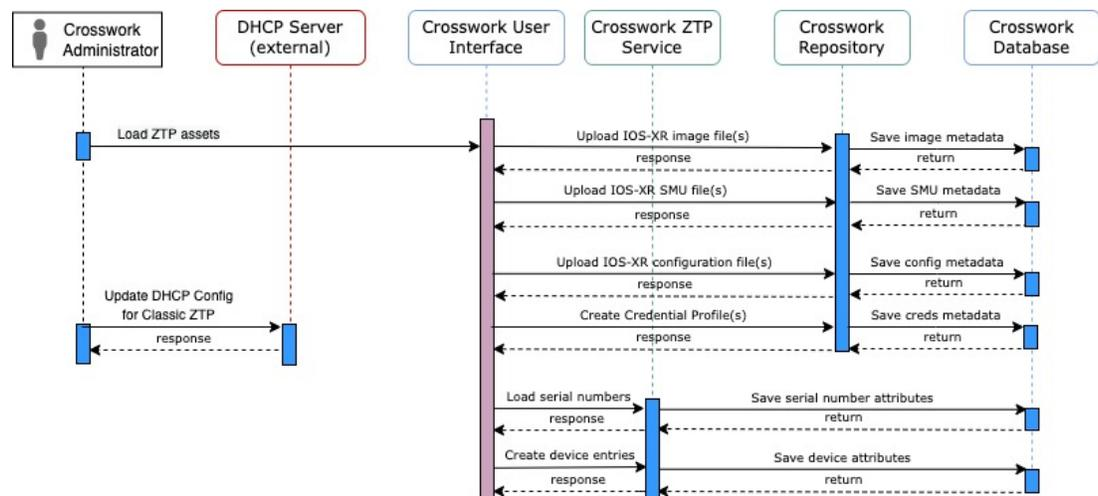 Crosswork
Administrator
DHCP Server
(external)
Crosswork User
Interface
Crosswork ZTP
Service
Crosswork
Repository
Crosswork
Database
Load ZTP assets
Upload IOS-XR image file(s)
Save image metadata
response
return
Upload IOS-XR SMU file(s)
Save SMU metadata
response
return
Upload IOS-XR configuration file(s)
Save config metadata
response
return
Update DHCP Config
for Classic ZTP
Create Credential Profile(s)
Save creds metadata
response
response
return
Load serial numbers
Save serial number attributes
response
return
Create device entries
Save device attributes
response
return